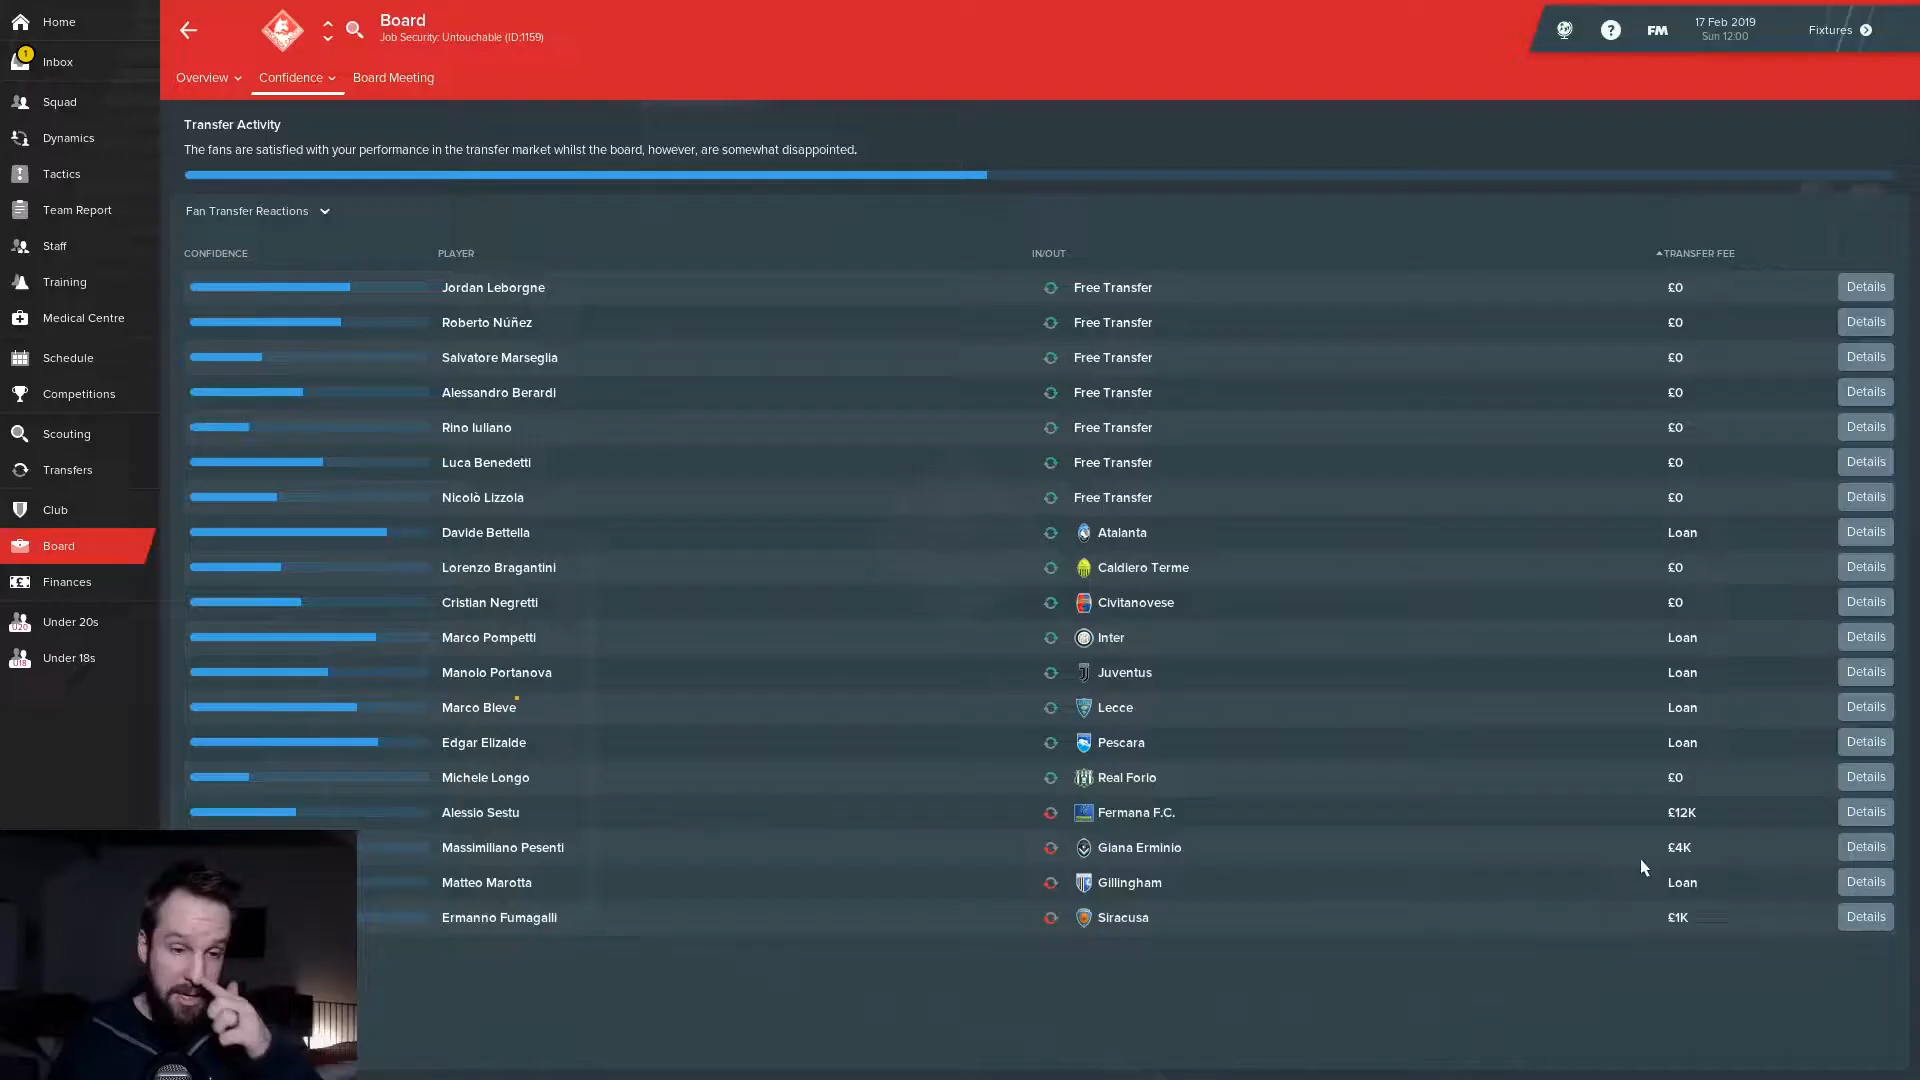 Home
1
Inbox
Squad
Dynamics
Tactics
Team Report
Staff
Training
Medical Centre
Schedule
Competitions
Scouting
Transfers
Club
Board
Finances
U20
Under 20s
U18
Under 18s
Board
Job Security: Untouchable (ID:1159)
Overview
Confidence
Board Meeting
FM
17 Feb 2019
Sun 12:00
Fixtures
Transfer Activity
The fans are satisfied with your performance in the transfer market whilst the board, however, are somewhat disappointed.
Fan Transfer Reactions
CONFIDENCE PLAYER IN/OUT TRANSFER FEE
Jordan Leborgne Free Transfer £0 Details
Roberto Núñez Free Transfer £0 Details
Salvatore Marseglia Free Transfer £0 Details
Alessandro Berardi Free Transfer £0 Details
Rino Iuliano Free Transfer £0 Details
Luca Benedetti Free Transfer £0 Details
Nicolò Lizzola Free Transfer £0 Details
Davide Bettella Atalanta Loan Details
Lorenzo Bragantini Caldiero Terme £0 Details
Cristian Negretti Civitanovese £0 Details
Marco Pompetti Inter Loan Details
Manolo Portanova Juventus Loan Details
Marco Bleve Lecce Loan Details
Edgar Elizalde Pescara Loan Details
Michele Longo Real Forio £0 Details
Alessio Sestu Fermana F.C. £12K Details
Massimiliano Pesenti Giana Erminio £4K Details
Matteo Marotta Gillingham Loan Details
Ermanno Fumagalli Siracusa £1K Details